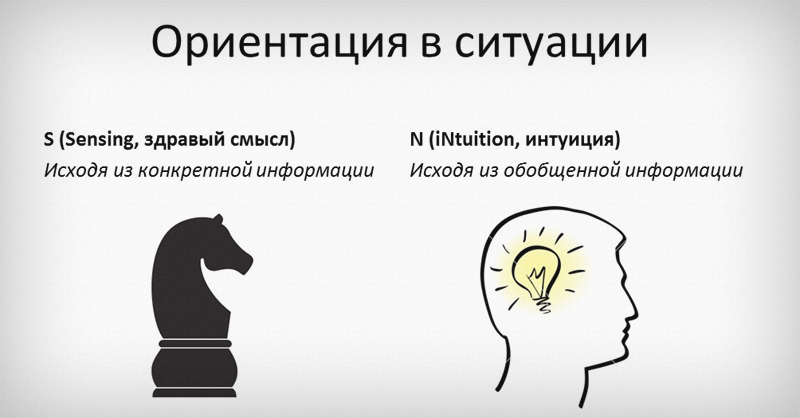 Ориентация в ситуации
S (Sensing, здравый смысл)
Исходя из конкретной информации
N (iNtuition, интуиция)
Исходя из обобщенной информации